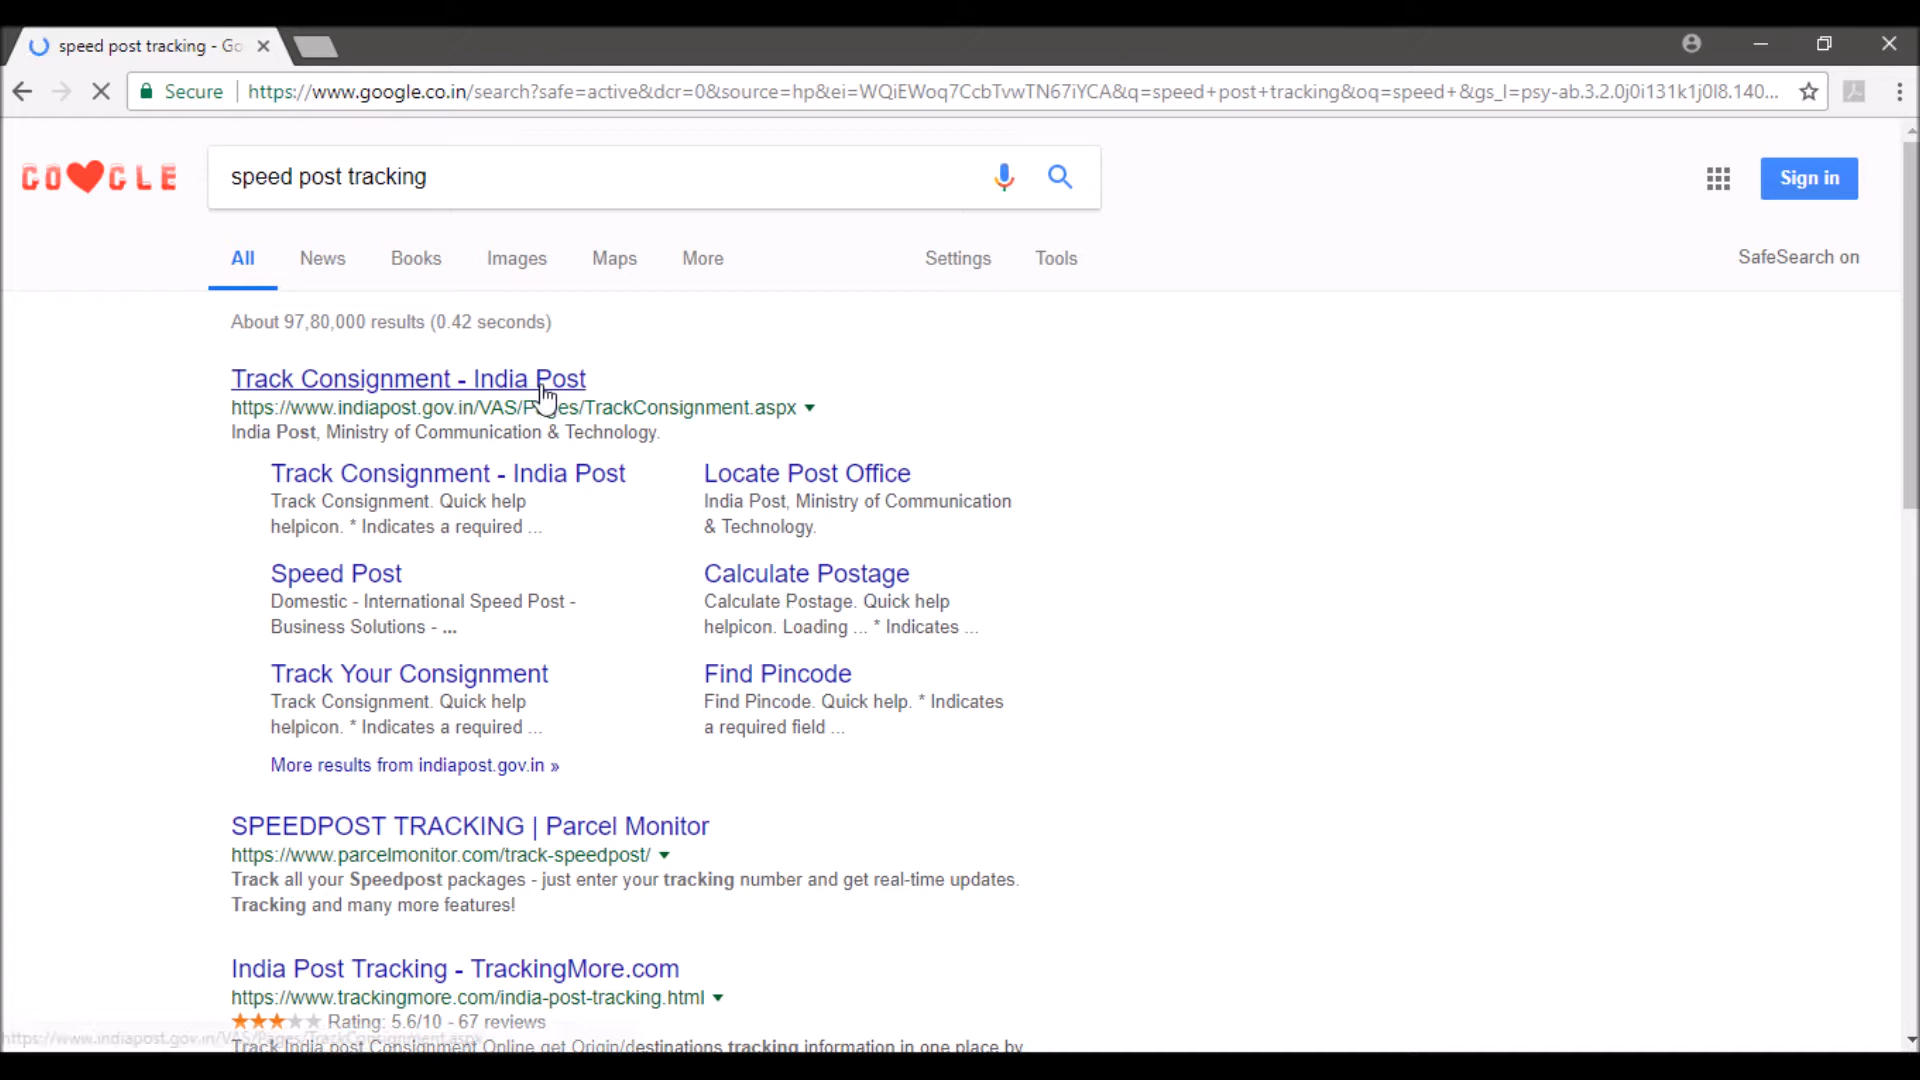 speed post tracking - Go
Secure | https://www.google.co.in/search?safe=active&dcr=0&source=hp&ei=WQiEWoq7CcbTvwTN67iYCA&q=speed+post+tracking&oq=speed+&gs_l=psy-ab.3.2.0j0i131k1j0l8.140...
GO GLE
speed post tracking
Sign in
All News Books Images Maps More Settings Tools SafeSearch on
About 97,80,000 results (0.42 seconds)
Track Consignment - India Post
https://www.indiapost.gov.in/VAS/Pages/TrackConsignment.aspx
India Post, Ministry of Communication & Technology.
Track Consignment - India Post
Track Consignment. Quick help
helpicon. * Indicates a required ...
Locate Post Office
India Post, Ministry of Communication
& Technology.
Speed Post
Domestic - International Speed Post -
Business Solutions - ...
Calculate Postage
Calculate Postage. Quick help
helpicon. Loading ... * Indicates ...
Track Your Consignment
Track Consignment. Quick help
helpicon. * Indicates a required ...
Find Pincode
Find Pincode. Quick help. * Indicates
a required field ...
More results from indiapost.gov.in »
SPEEDPOST TRACKING | Parcel Monitor
https://www.parcelmonitor.com/track-speedpost/
Track all your Speedpost packages - just enter your tracking number and get real-time updates.
Tracking and many more features!
India Post Tracking - TrackingMore.com
https://www.trackingmore.com/india-post-tracking.html
Rating: 5.6/10 - 67 reviews
https://www.indiapost.gov.in/VAS/Pages/TrackConsignment.aspx
Track India post Consignment Online get Origin/destinations tracking information in one place by